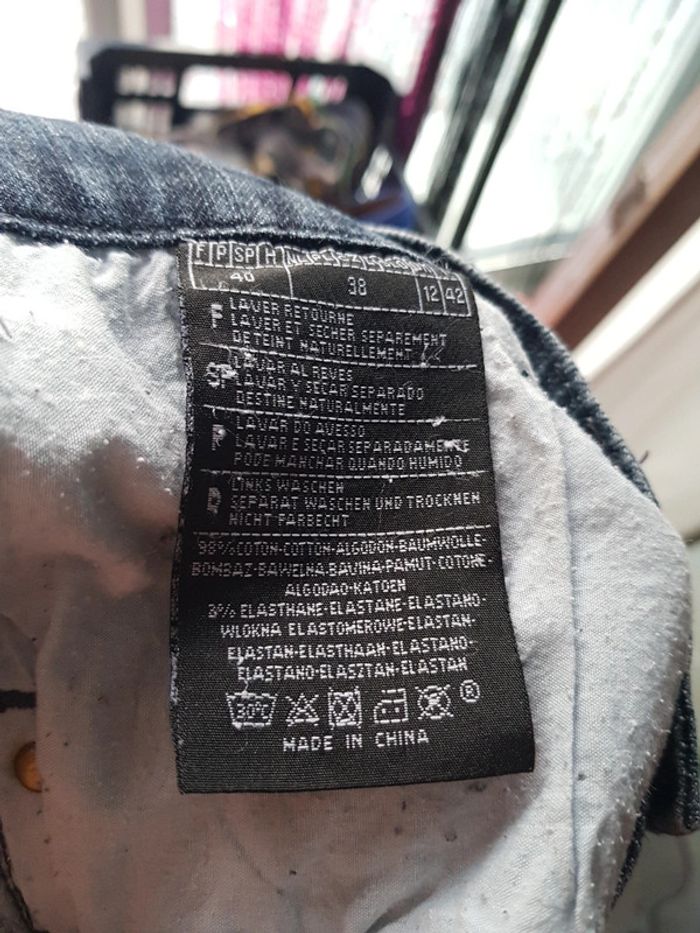 F P SP H
40 38 12 42
F LAVER RETOURNE
LAVER ET SECHER SEPAREMENT
DETEINT NATURELLEMENT
SP LAVAR AL REVES
LAVAR Y SECAR SEPARADO
DESTINE NATURALMENTE
P LAVAR DO AVESSO
LAVAR E SECAR SEPARADAMENTE
PODE MANCHAR QUANDO HUMIDO
LINKS WASCHEN
SEPARAT WASCHEN UND TROCKNEN
NICHT FARBECHT
COTON-COTTON-ALGODON-BAUMWOLLE-
BOMBAZ-BAWELNA-BAVLNA-PAMUT-COTONE-
ALGODAO-KATOEN
ELASTHANE-ELASTANE-ELASTANO-
WLOKNA ELASTOMEROWE-ELASTAN-
ELASTAN-ELASTHAAN-ELASTANO-
ELASTANO-ELASZTAN-ELASTAN
30°C ®
MADE IN CHINA